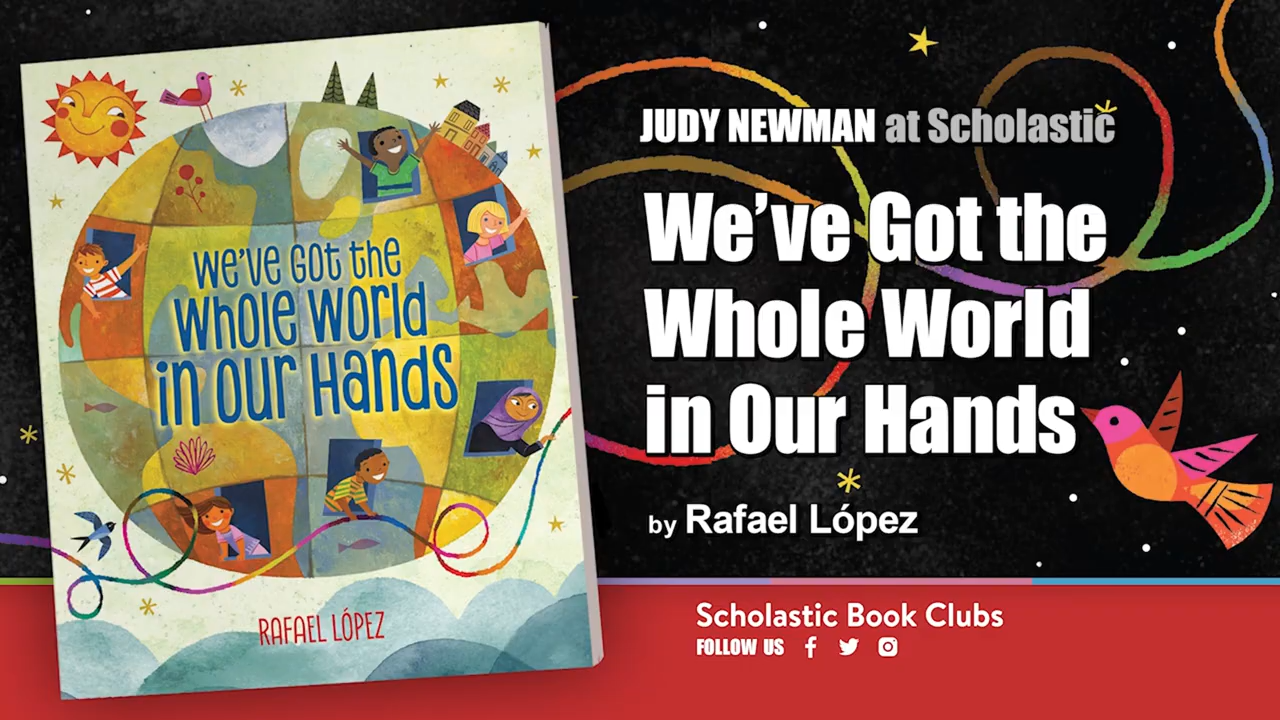 We've Got the
Whole World
in Our Hands
RAFAEL LÓPEZ
JUDY NEWMAN at Scholastic
We've Got the
Whole World
in Our Hands
by Rafael López
Scholastic Book Clubs
FOLLOW US